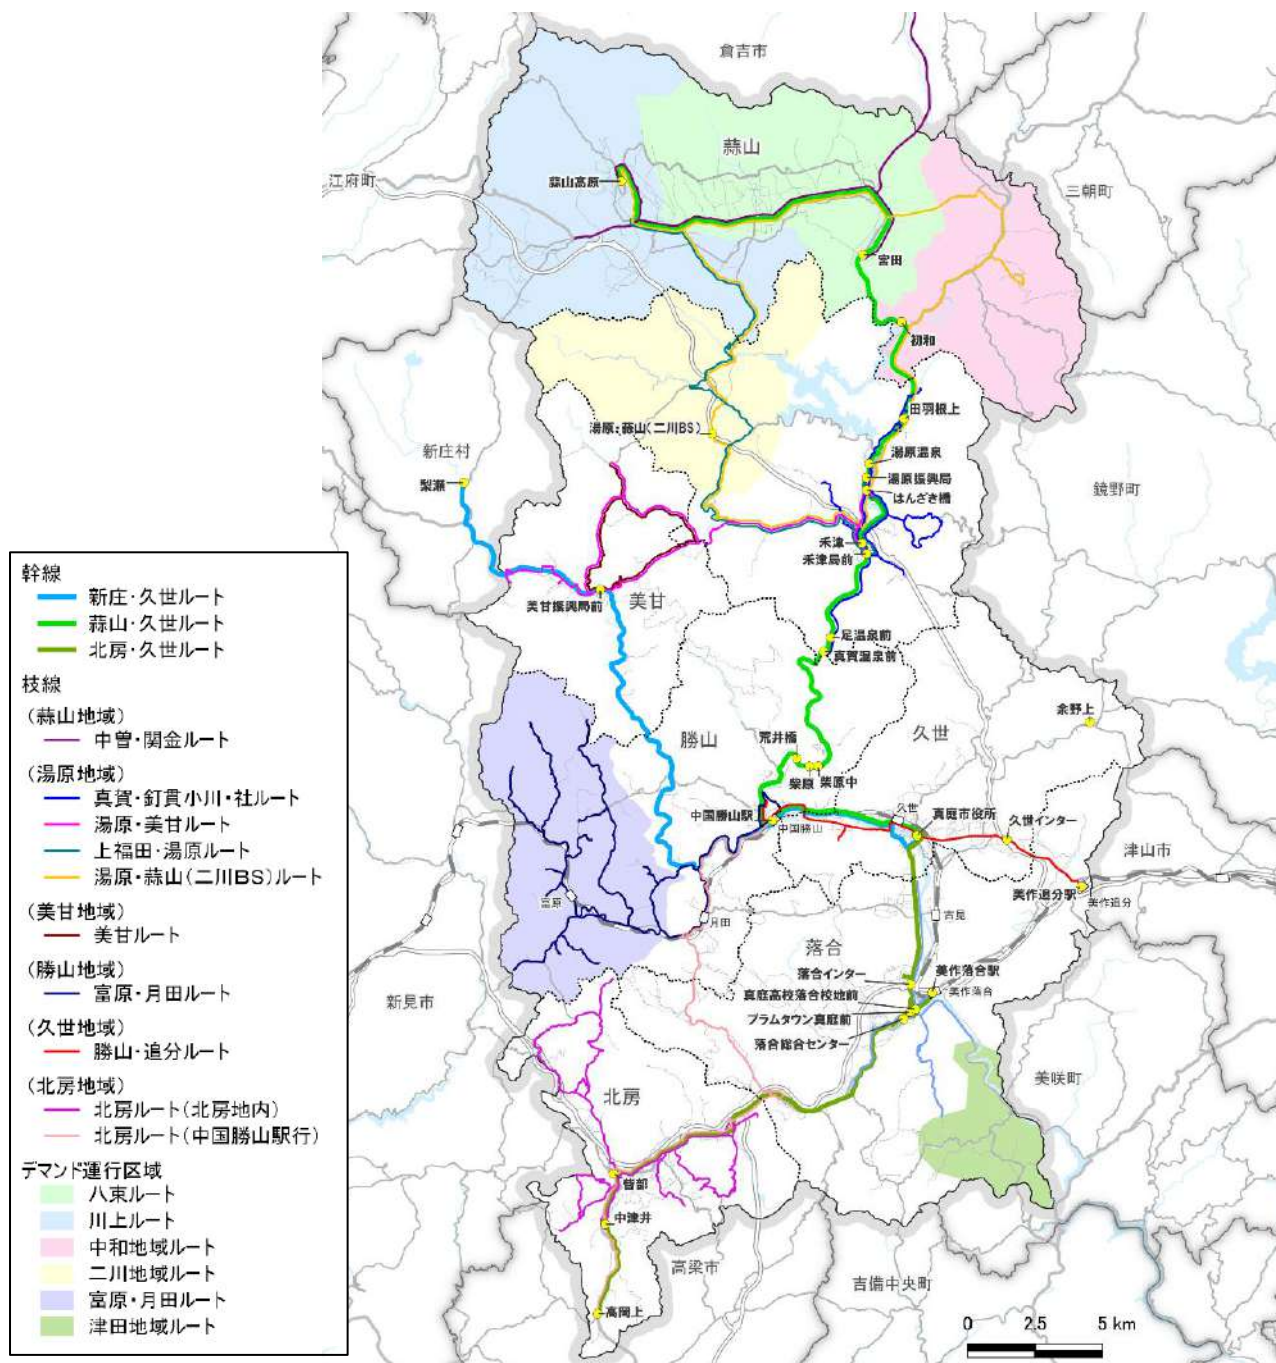 倉吉市
蒜山
蒜山高原
江府町
三朝町
宮田
初和
田羽根上
湯原・蒜山(二川BS)
湯原温泉
新庄村
湯原振興局
梨瀬
はんざき橋
鏡野町
禾津
禾津局前
美甘振興局前
美甘
足温泉前
真賀温泉前
余野上
勝山
久世
荒井橋
柴原
柴原中
中国勝山駅
中国勝山
久世
真庭市役所
久世インター
津山市
美作追分駅
美作追分
富原
月田
古見
落合
落合インター
美作落合駅
美作落合
新見市
真庭高校落合校地前
プラムタウン真庭前
落合総合センター
美咲町
北房
呰部
中津井
高梁市
吉備中央町
高岡上
0 2.5 5 km
幹線
新庄・久世ルート
蒜山・久世ルート
北房・久世ルート
枝線
(蒜山地域)
中曽・関金ルート
(湯原地域)
真賀・釘貫小川・社ルート
湯原・美甘ルート
上福田・湯原ルート
湯原・蒜山(二川BS)ルート
(美甘地域)
美甘ルート
(勝山地域)
富原・月田ルート
(久世地域)
勝山・追分ルート
(北房地域)
北房ルート(北房地内)
北房ルート(中国勝山駅行)
デマンド運行区域
八束ルート
川上ルート
中和地域ルート
二川地域ルート
富原・月田ルート
津田地域ルート